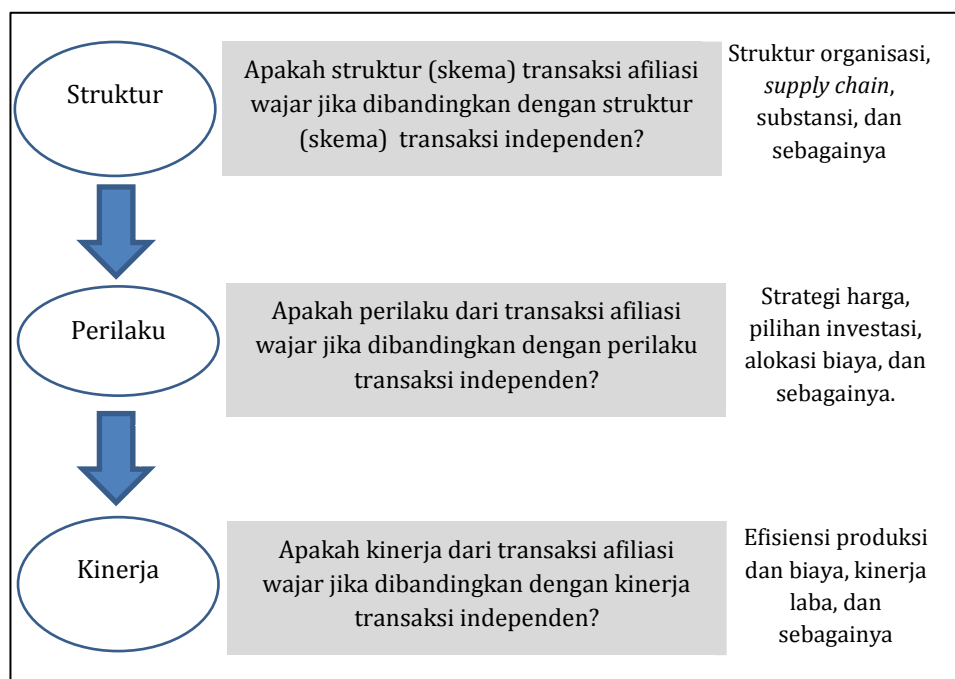 Struktur
Apakah struktur (skema) transaksi afiliasi
wajar jika dibandingkan dengan struktur
(skema) transaksi independen?
Struktur organisasi,
supply chain,
substansi, dan
sebagainya
Perilaku
Apakah perilaku dari transaksi afiliasi
wajar jika dibandingkan dengan perilaku
transaksi independen?
Strategi harga,
pilihan investasi,
alokasi biaya, dan
sebagainya.
Kinerja
Apakah kinerja dari transaksi afiliasi
wajar jika dibandingkan dengan kinerja
transaksi independen?
Efisiensi produksi
dan biaya, kinerja
laba, dan
sebagainya